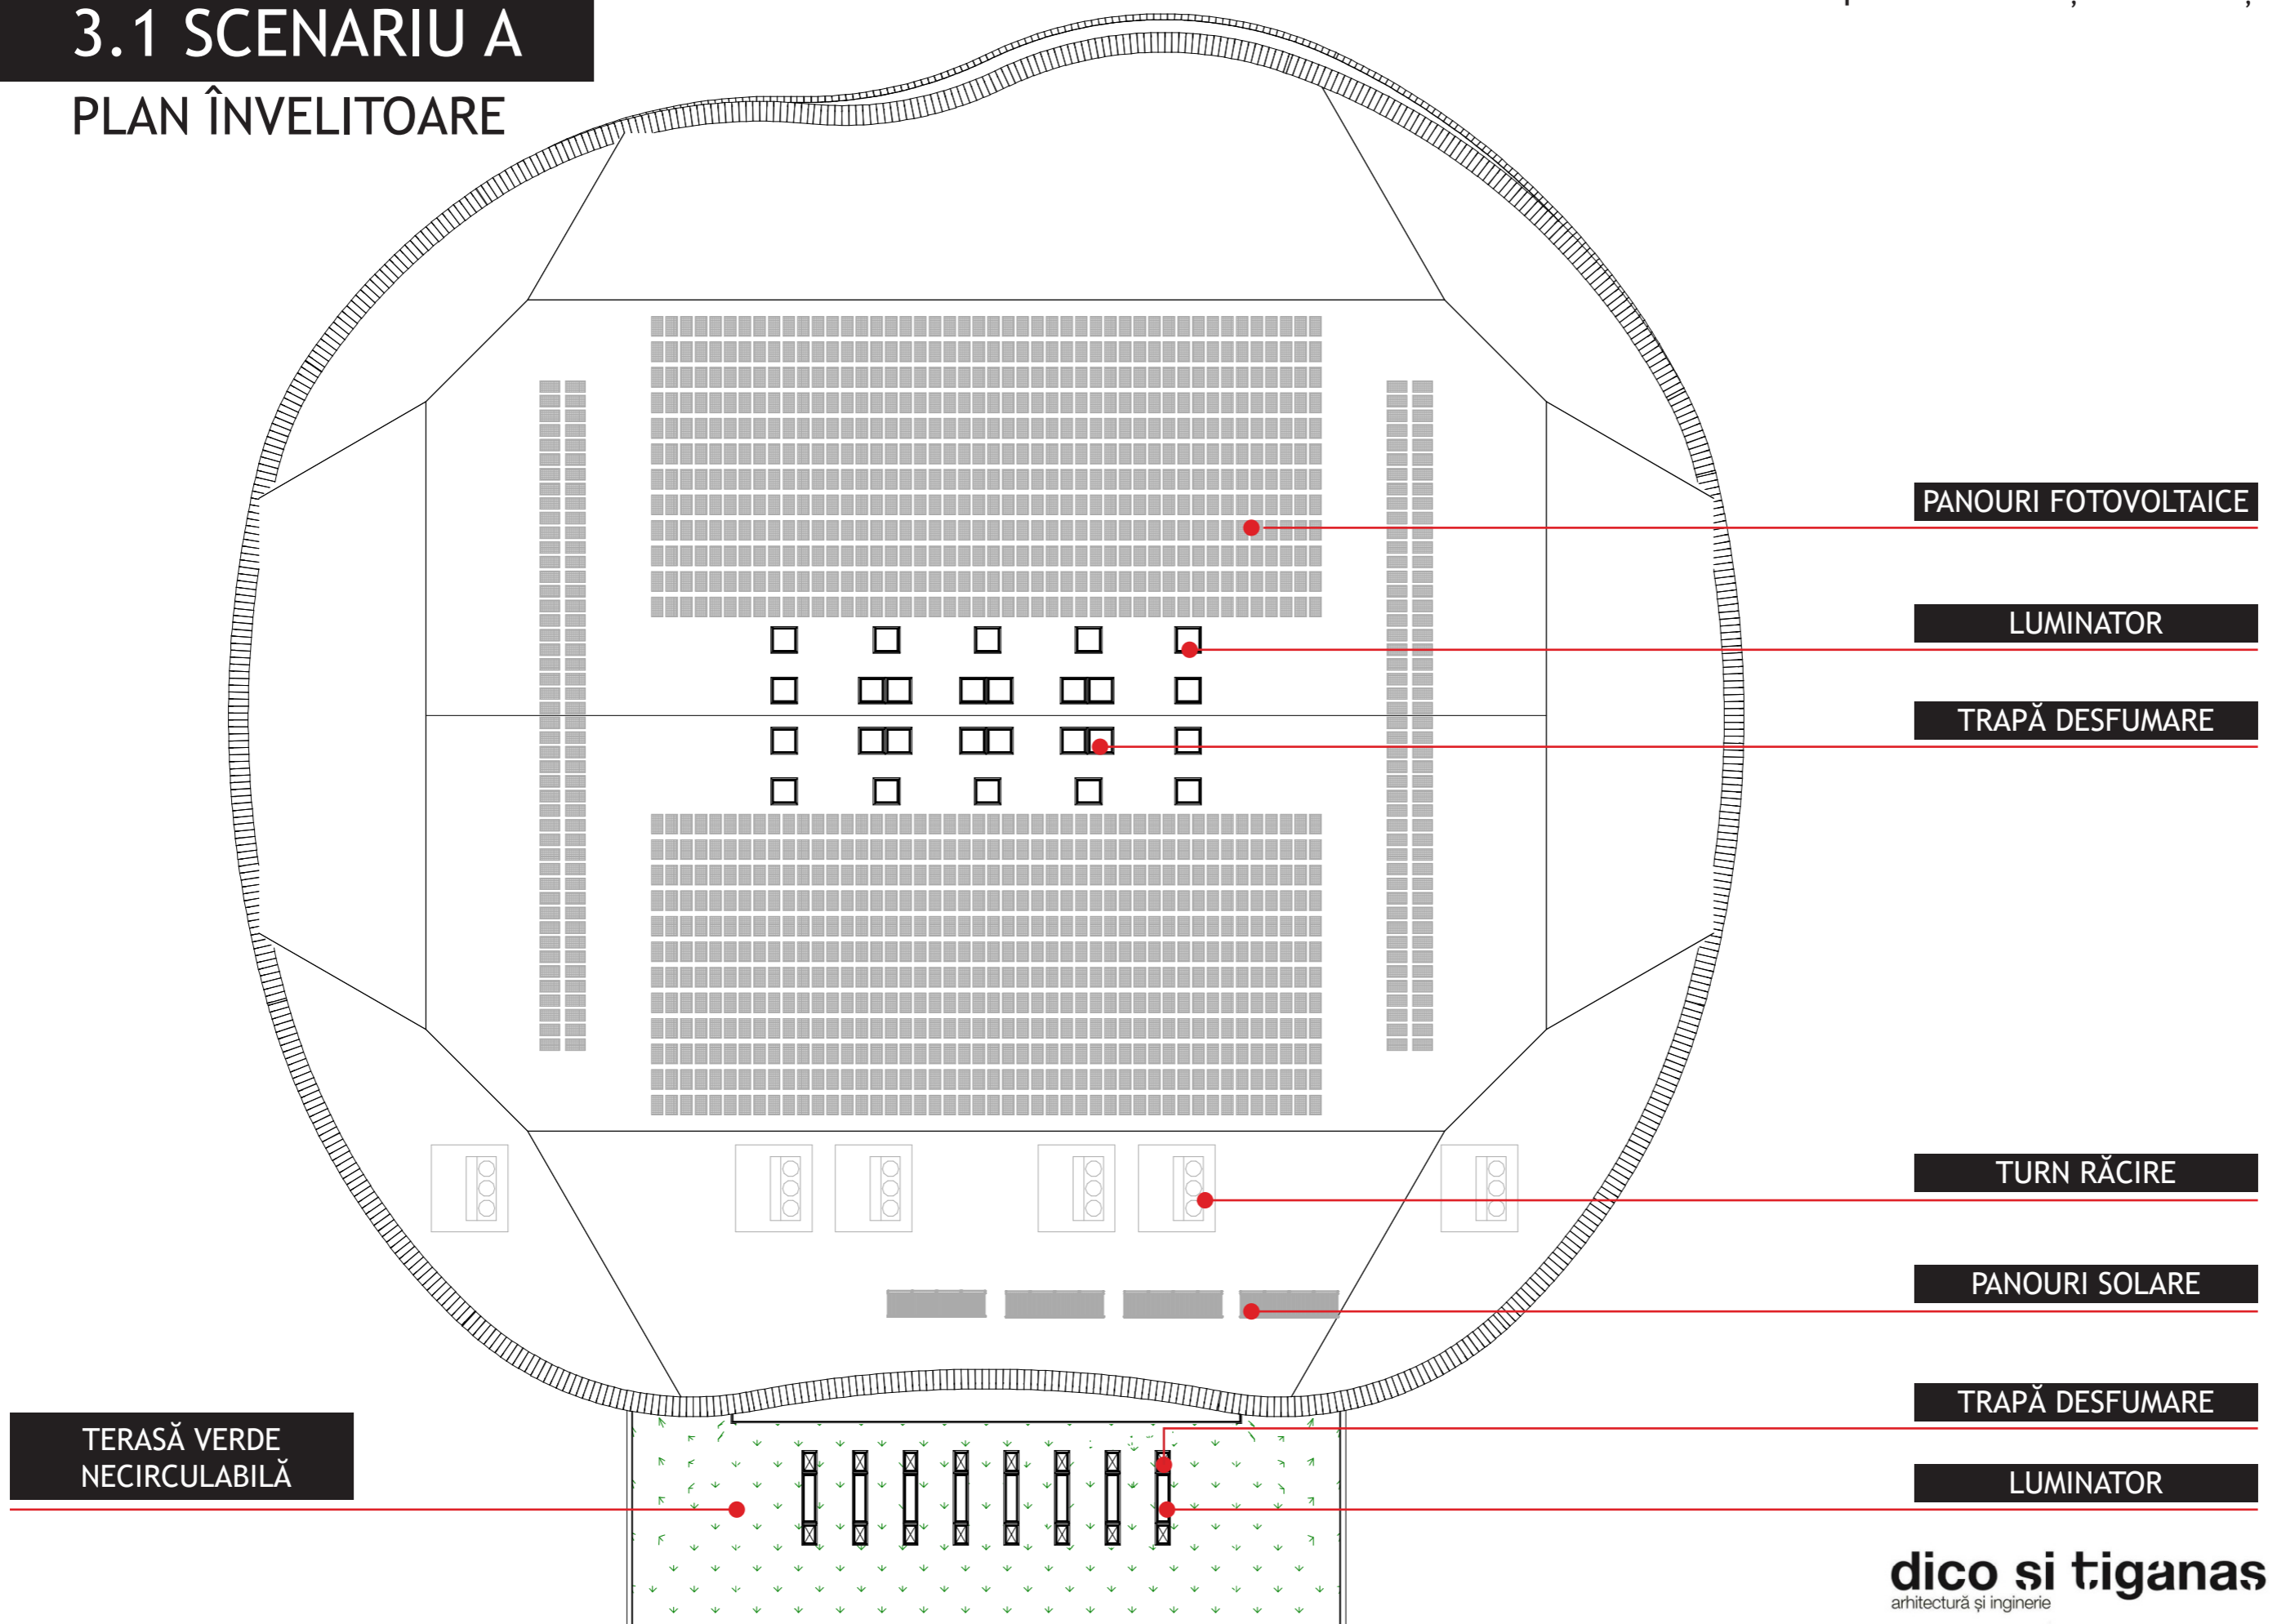 3.1 SCENARIU A
PLAN ÎNVELITOARE
PANOURI FOTOVOLTAICE
LUMINATOR
TRAPĂ DESFUMARE
TURN RĂCIRE
PANOURI SOLARE
TRAPĂ DESFUMARE
LUMINATOR
TERASĂ VERDE
NECIRCULABILĂ
dico si tiganas
arhitectură și inginerie